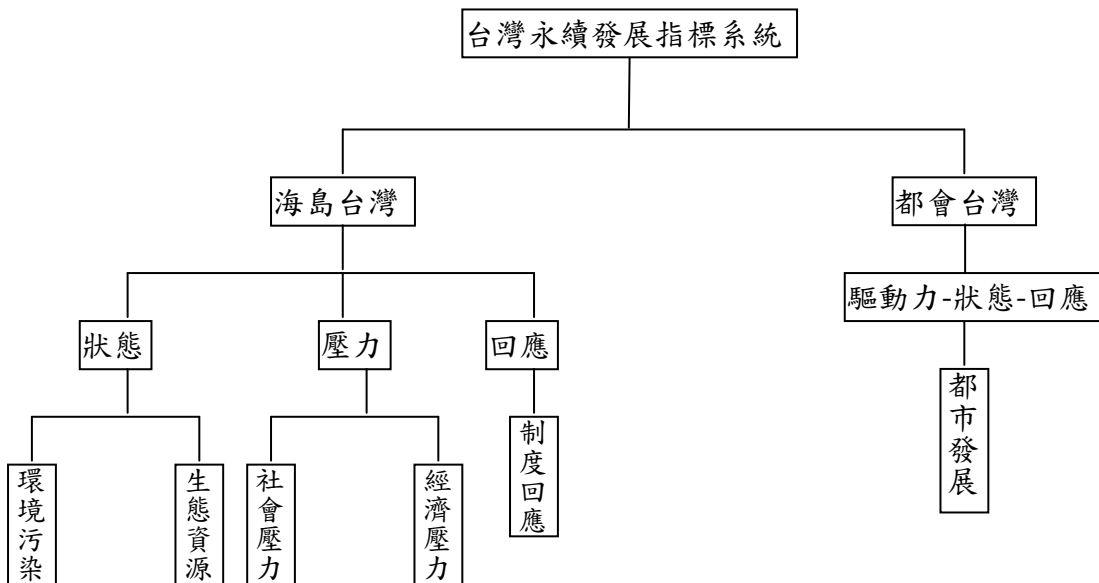 台灣永續發展指標系統
海島台灣
都會台灣
驅動力-狀態-回應
狀態
壓力
回應
環境污染
生態資源
社會壓力
經濟壓力
制度回應
都市發展